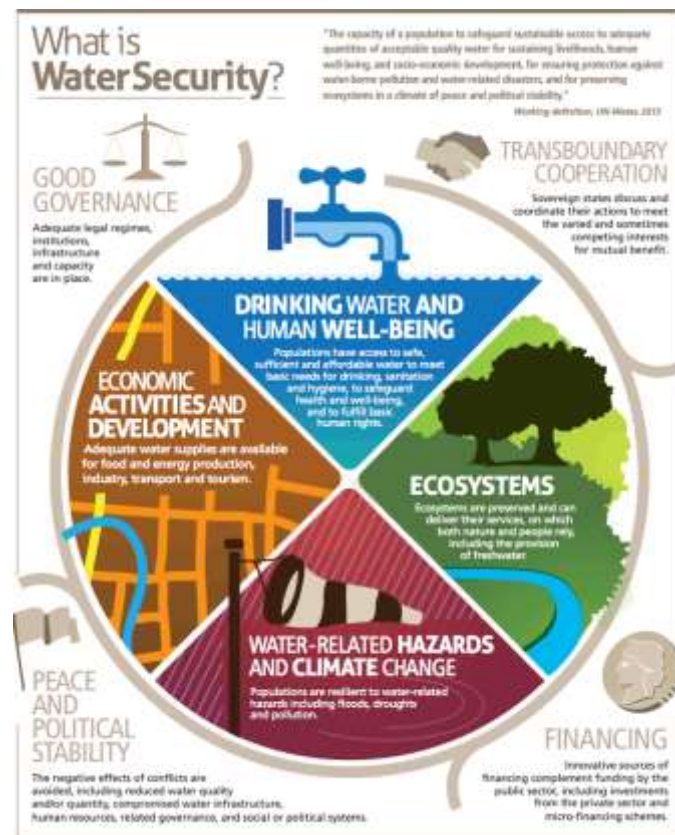 What is
Water Security?
"The capacity of a population to safeguard sustainable access to adequate
quantities of acceptable quality water for sustaining livelihoods, human
well-being, and socio-economic development, for ensuring protection against
water-borne pollution and water-related disasters, and for preserving
ecosystems in a climate of peace and political stability."
Working definition, UN-Water, 2013
GOOD
GOVERNANCE
Adequate legal regimes,
institutions,
infrastructure
and capacity
are in place.
TRANSBOUNDARY
COOPERATION
Sovereign states discuss and
coordinate their actions to meet
the varied and sometimes
competing interests
for mutual benefit.
DRINKING WATER AND
HUMAN WELL-BEING
Populations have access to safe,
sufficient and affordable water to meet
basic needs for drinking, sanitation
and hygiene, to safeguard
health and well-being,
and to fulfill basic
human rights.
ECONOMIC
ACTIVITIES AND
DEVELOPMENT
Adequate water supplies are available
for food and energy production,
industry, transport and tourism.
ECOSYSTEMS
Ecosystems are preserved and can
deliver their services, on which
both nature and people rely,
including the provision
of freshwater.
WATER-RELATED HAZARDS
AND CLIMATE CHANGE
Populations are resilient to water-related
hazards including floods, droughts
and pollution.
PEACE
AND
POLITICAL
STABILITY
The negative effects of conflicts are
avoided, including reduced water quality
and/or quantity, compromised water infrastructure,
human resources, related governance, and social or political systems.
FINANCING
Innovative sources of
financing complement funding by the
public sector, including investments
from the private sector and
micro-financing schemes.